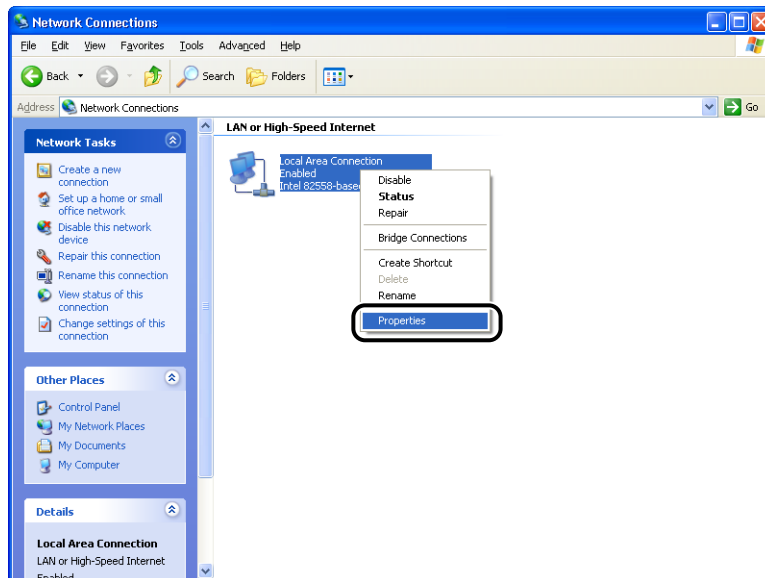 Network Connections
File Edit View Favorites Tools Advanced Help
Back Search Folders
Address Network Connections Go
Network Tasks
Create a new
connection
Set up a home or small
office network
Disable this network
device
Repair this connection
Rename this connection
View status of this
connection
Change settings of this
connection
Other Places
Control Panel
My Network Places
My Documents
My Computer
Details
Local Area Connection
LAN or High-Speed Internet
Enabled
LAN or High-Speed Internet
Local Area Connection
Enabled
Intel 82558-based
Disable
Status
Repair
Bridge Connections
Create Shortcut
Delete
Rename
Properties